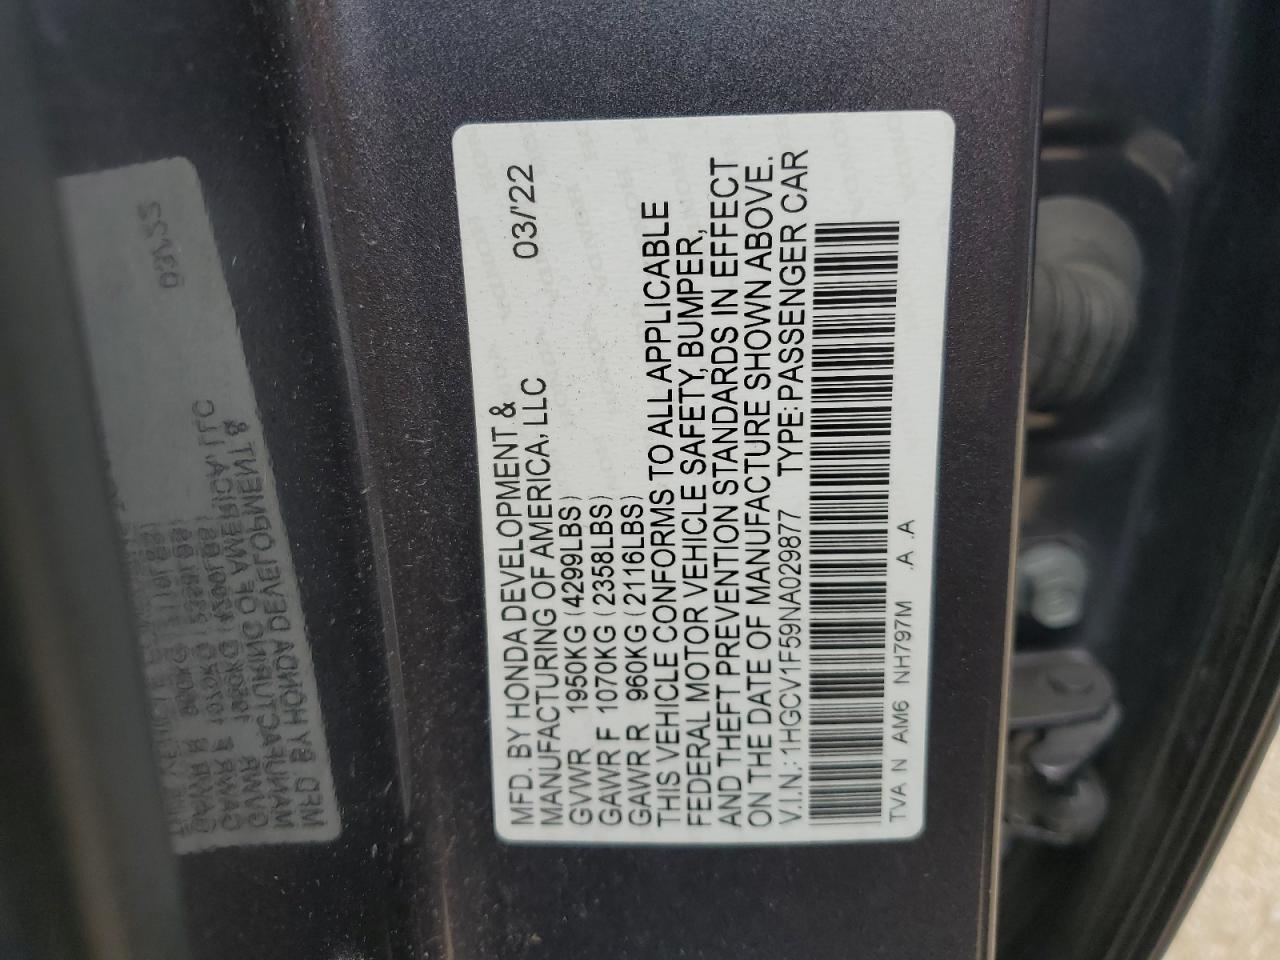 MFD. BY HONDA DEVELOPMENT &
MANUFACTURING OF AMERICA, LLC 03/'22
GVWR 1950KG (4299LBS)
GAWR F 1070KG (2358LBS)
GAWR R 960KG (2116LBS)
THIS VEHICLE CONFORMS TO ALL APPLICABLE
FEDERAL MOTOR VEHICLE SAFETY, BUMPER,
AND THEFT PREVENTION STANDARDS IN EFFECT
ON THE DATE OF MANUFACTURE SHOWN ABOVE.
V.I.N.: 1HGCV1F59NA029877 TYPE: PASSENGER CAR
TVA N AM6 NH797M .A .A